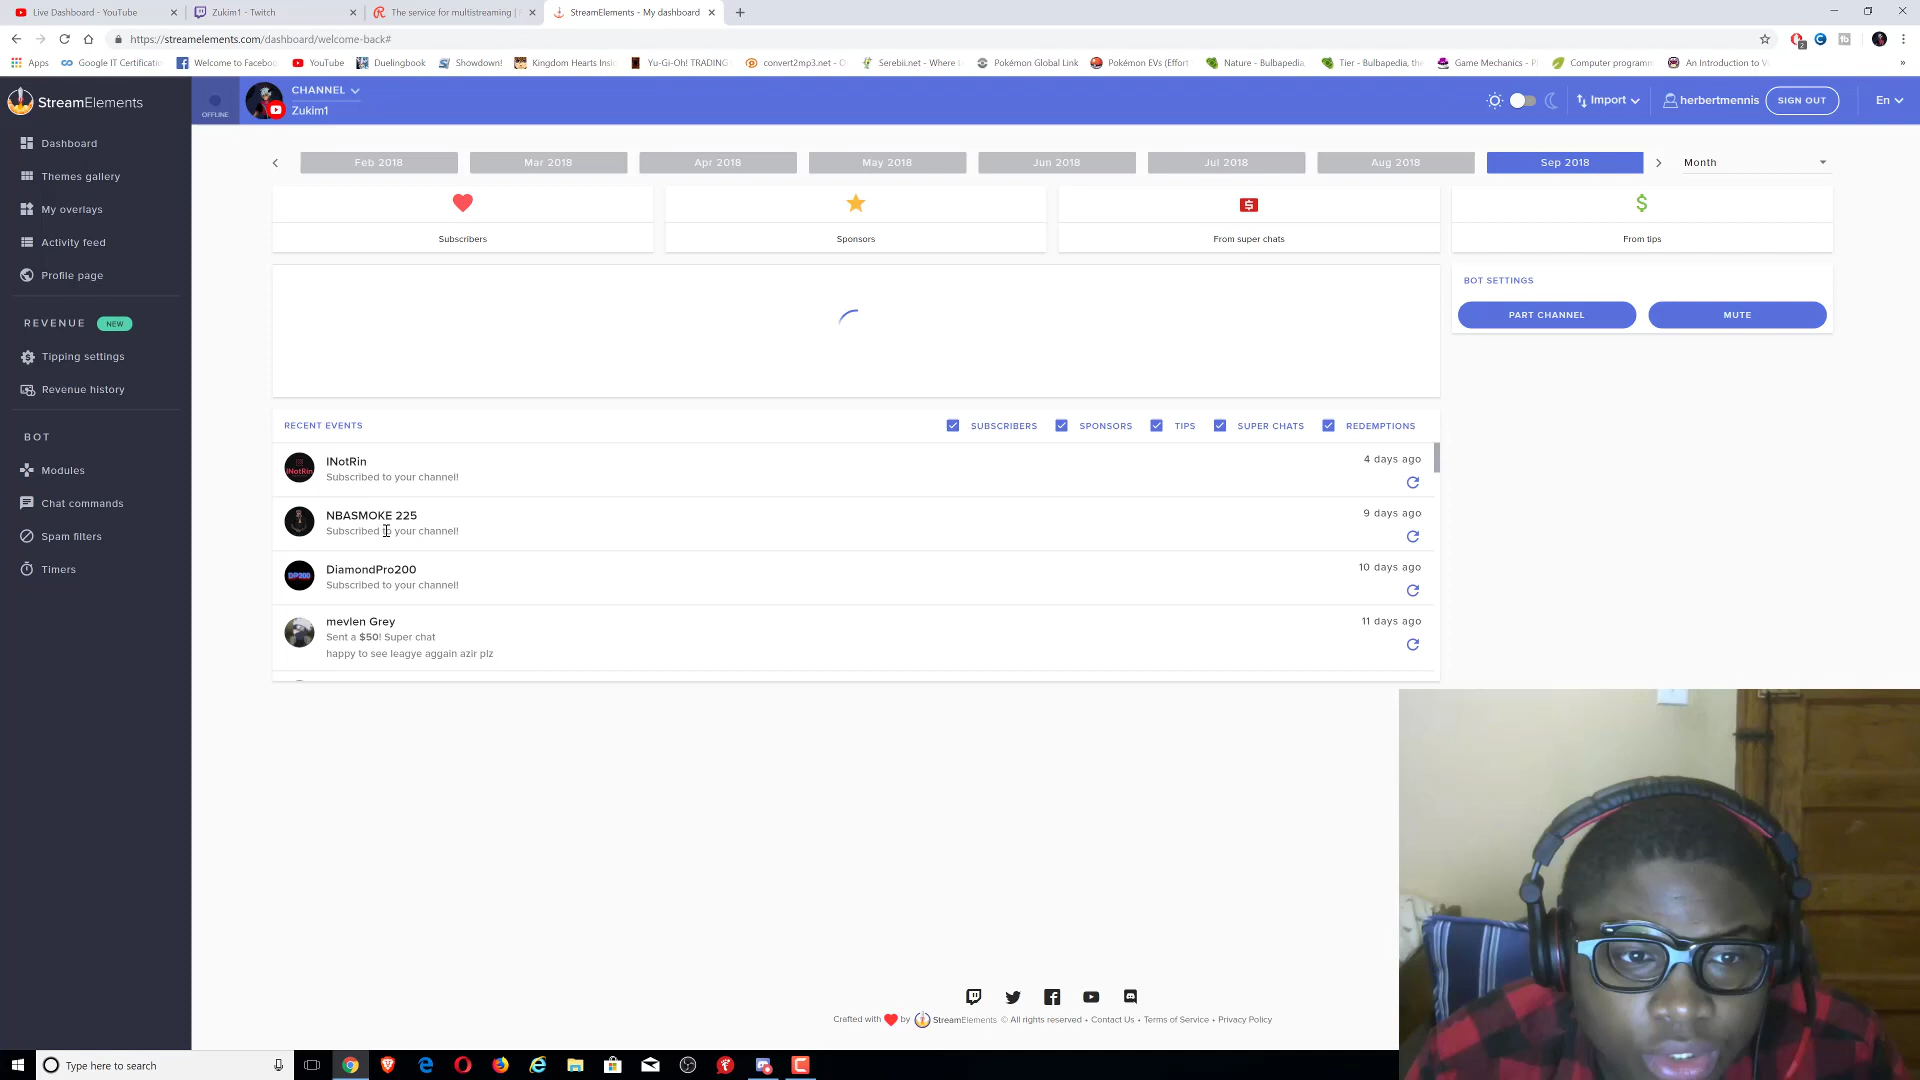 Live Dashboard - YouTube
Zukim1 - Twitch
The service for multistreaming |
StreamElements - My dashboard
https://streamelements.com/dashboard/welcome-back#
Apps
Google IT Certificatio
Welcome to Facebo
YouTube
Duelingbook
Showdown!
Kingdom Hearts Insi
Yu-Gi-Oh! TRADING
convert2mp3.net - O
Serebii.net - Where L
Pokémon Global Link
Pokémon EVs (Effort
Nature - Bulbapedia,
Tier - Bulbapedia, the
Game Mechanics - P
Computer programm
An Introduction to V
StreamElements
OFFLINE
CHANNEL
Zukim1
Import
herbertmennis
SIGN OUT
En
Dashboard
Themes gallery
My overlays
Activity feed
Profile page
REVENUE NEW
Tipping settings
Revenue history
BOT
Modules
Chat commands
Spam filters
Timers
Feb 2018
Mar 2018
Apr 2018
May 2018
Jun 2018
Jul 2018
Aug 2018
Sep 2018
Month
Subscribers
Sponsors
From super chats
From tips
BOT SETTINGS
PART CHANNEL
MUTE
RECENT EVENTS
SUBSCRIBERS
SPONSORS
TIPS
SUPER CHATS
REDEMPTIONS
INotRin
Subscribed to your channel!
4 days ago
NBASMOKE 225
Subscribed to your channel!
9 days ago
DP200
DiamondPro200
Subscribed to your channel!
10 days ago
mevlen Grey
Sent a $50! Super chat
happy to see leagye aggain azir plz
11 days ago
Crafted with by StreamElements © All rights reserved • Contact Us • Terms of Service • Privacy Policy
Type here to search